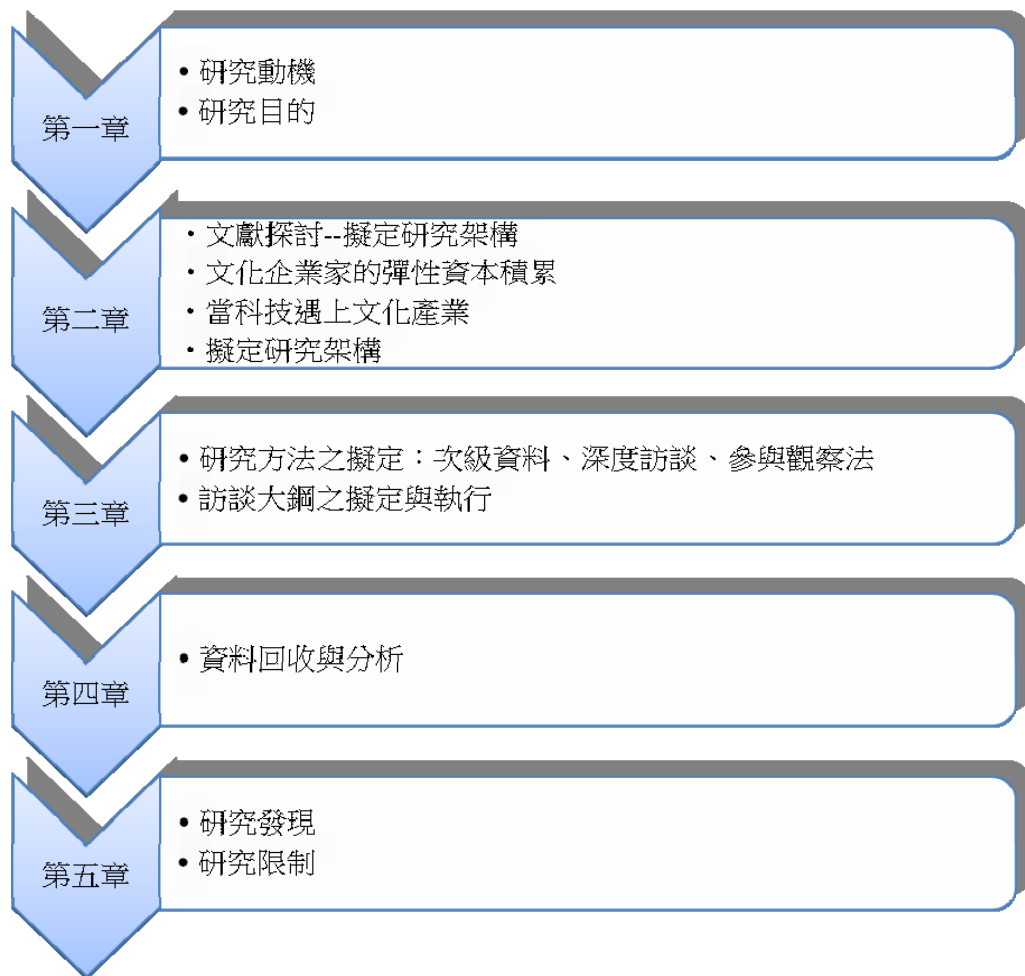 第一章
•研究動機
•研究目的
第二章
・文獻探討--擬定研究架構
・文化企業家的彈性資本積累
・當科技遇上文化產業
・擬定研究架構
第三章
•研究方法之擬定：次級資料、深度訪談、參與觀察法
•訪談大鋼之擬定與執行
第四章
•資料回收與分析
第五章
•研究發現
•研究限制